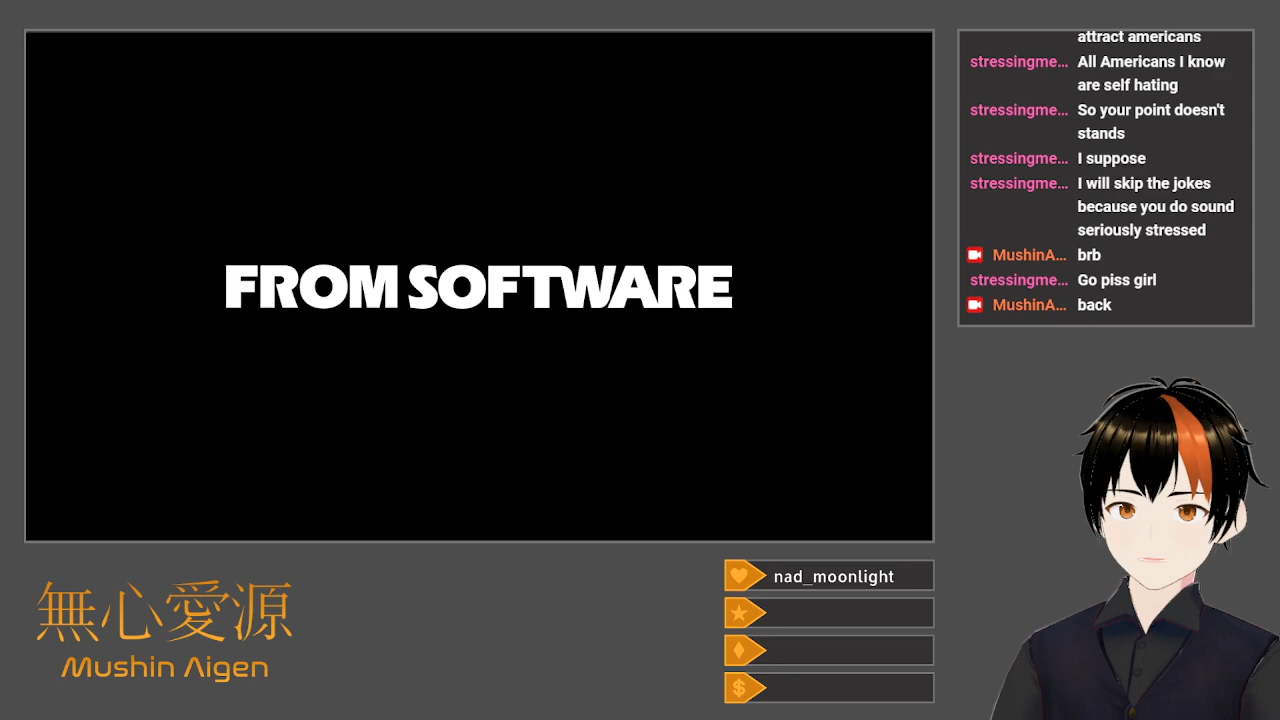 FROM SOFTWARE
attract americans
stressingme... All Americans I know
are self hating
stressingme... So your point doesn't
stands
stressingme... I suppose
stressingme... I will skip the jokes
because you do sound
seriously stressed
MushinA... brb
stressingme... Go piss girl
MushinA... back
無心愛源
Mushin Aigen
nad_moonlight
$